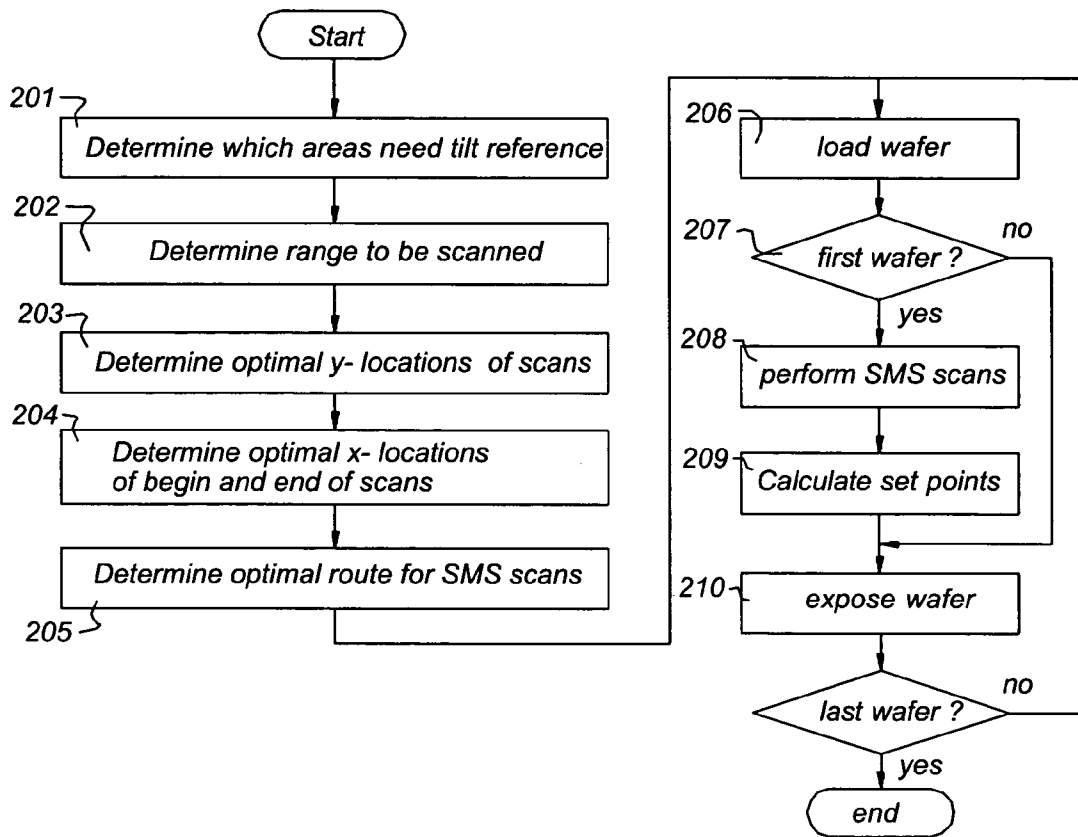 Start
201
Determine which areas need tilt reference
202
Determine range to be scanned
203
Determine optimal y- locations of scans
204
Determine optimal x- locations
of begin and end of scans
Determine optimal route for SMS scans
205
206
load wafer
207
first wafer ?
no
yes
208
perform SMS scans
209
Calculate set points
210
expose wafer
last wafer ?
no
yes
end